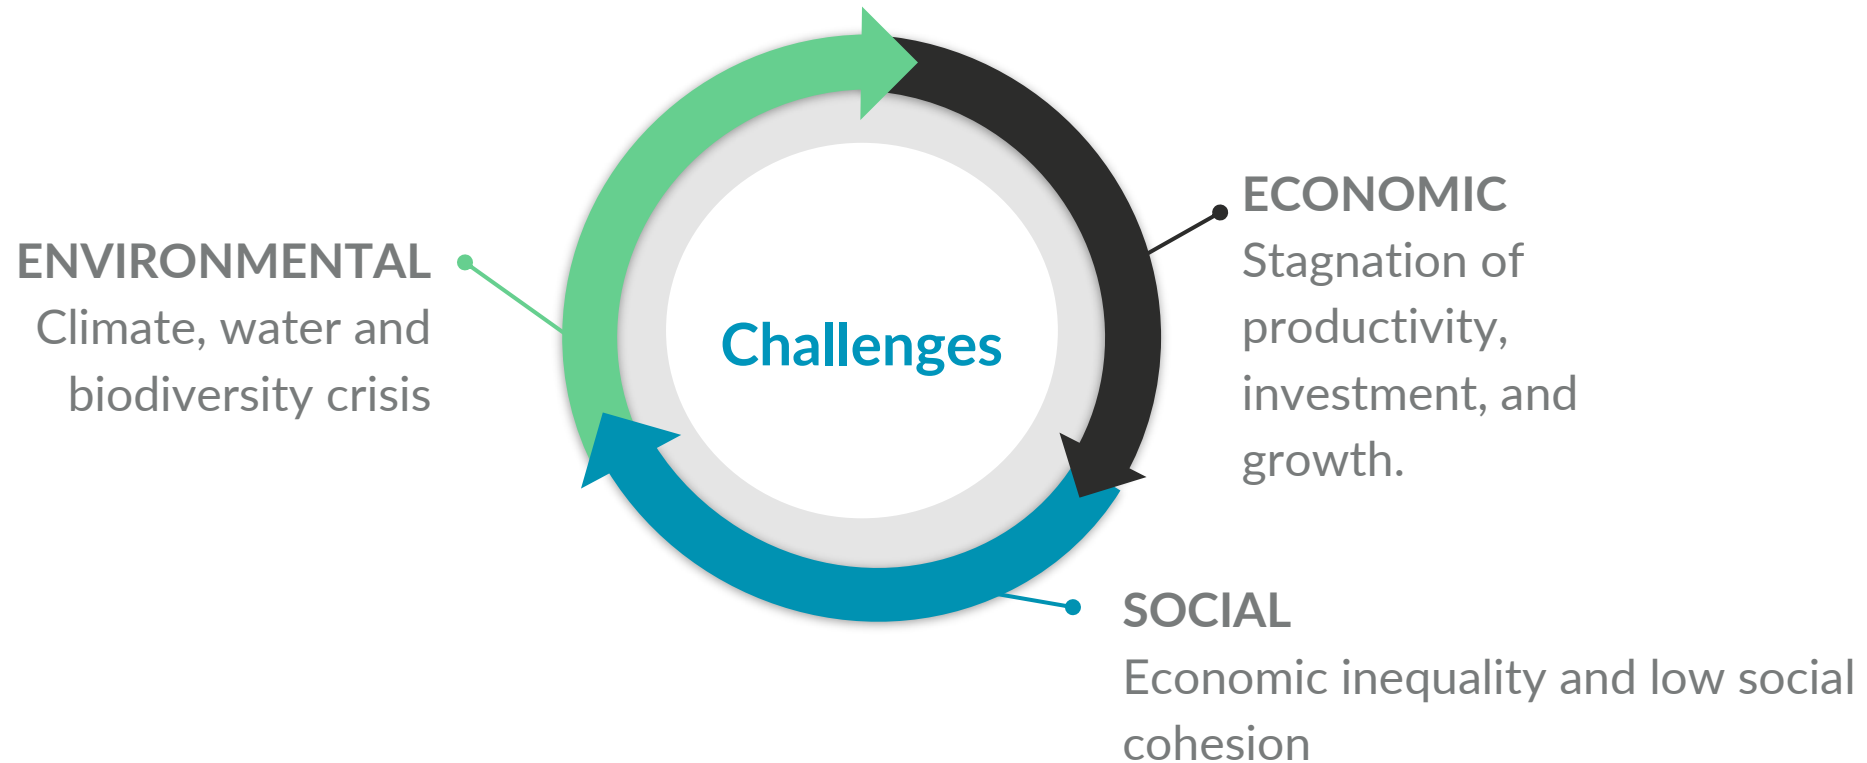 ENVIRONMENTAL
Climate, water and
biodiversity crisis
Challenges
ECONOMIC
Stagnation of
productivity,
investment, and
growth.
SOCIAL
Economic inequality and low social
cohesion